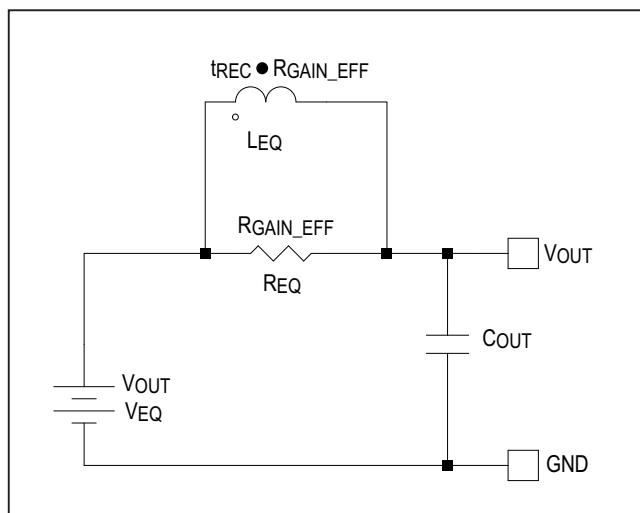 tREC ● RGAIN_EFF
LEQ
RGAIN_EFF
REQ
VOUT
COUT
VOUT
VEQ
GND